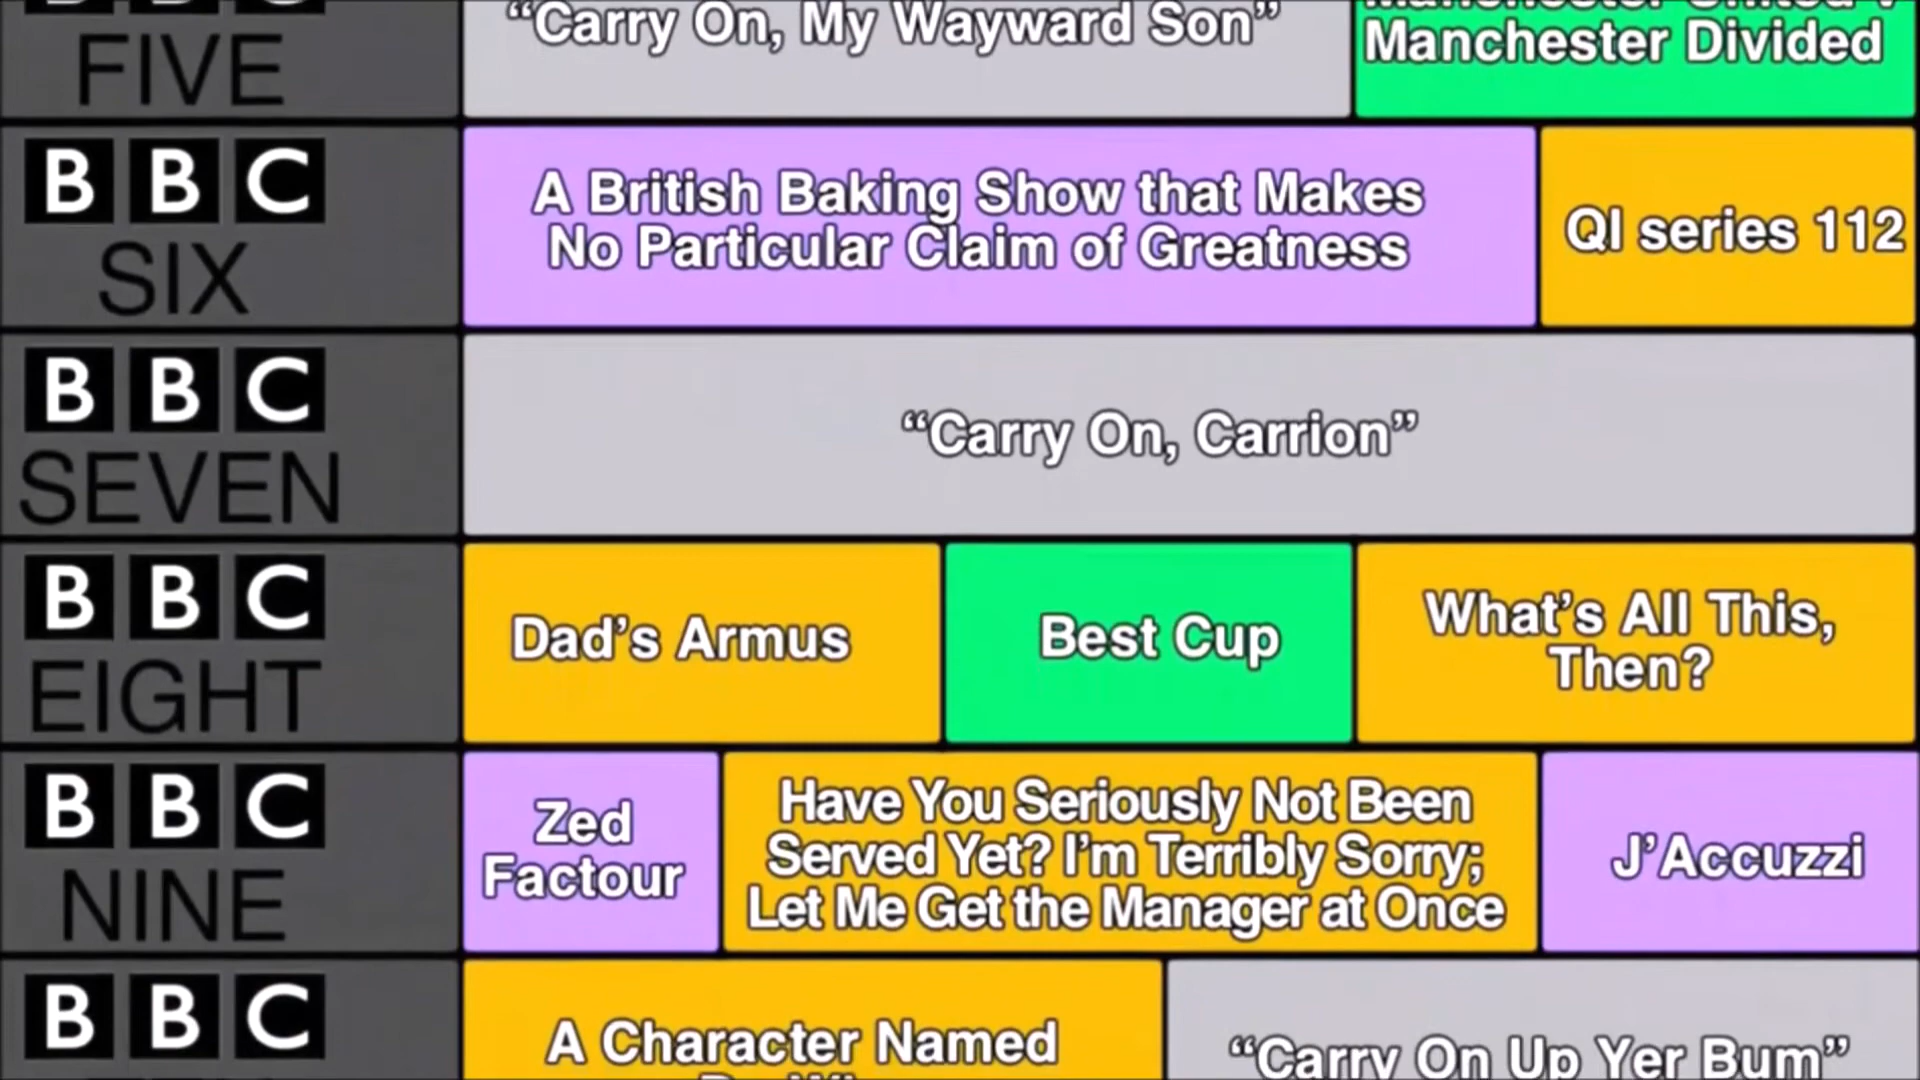 FIVE
“Carry On, My Wayward Son”
Manchester United v
Manchester Divided
BBC
SIX
A British Baking Show that Makes
No Particular Claim of Greatness
QI series 112
BBC
SEVEN
“Carry On, Carrion”
BBC
EIGHT
Dad’s Armus
Best Cup
What’s All This,
Then?
BBC
NINE
Zed
Factour
Have You Seriously Not Been
Served Yet? I’m Terribly Sorry;
Let Me Get the Manager at Once
J’Accuzzi
BBC
A Character Named
“Carry On Up Yer Bum”